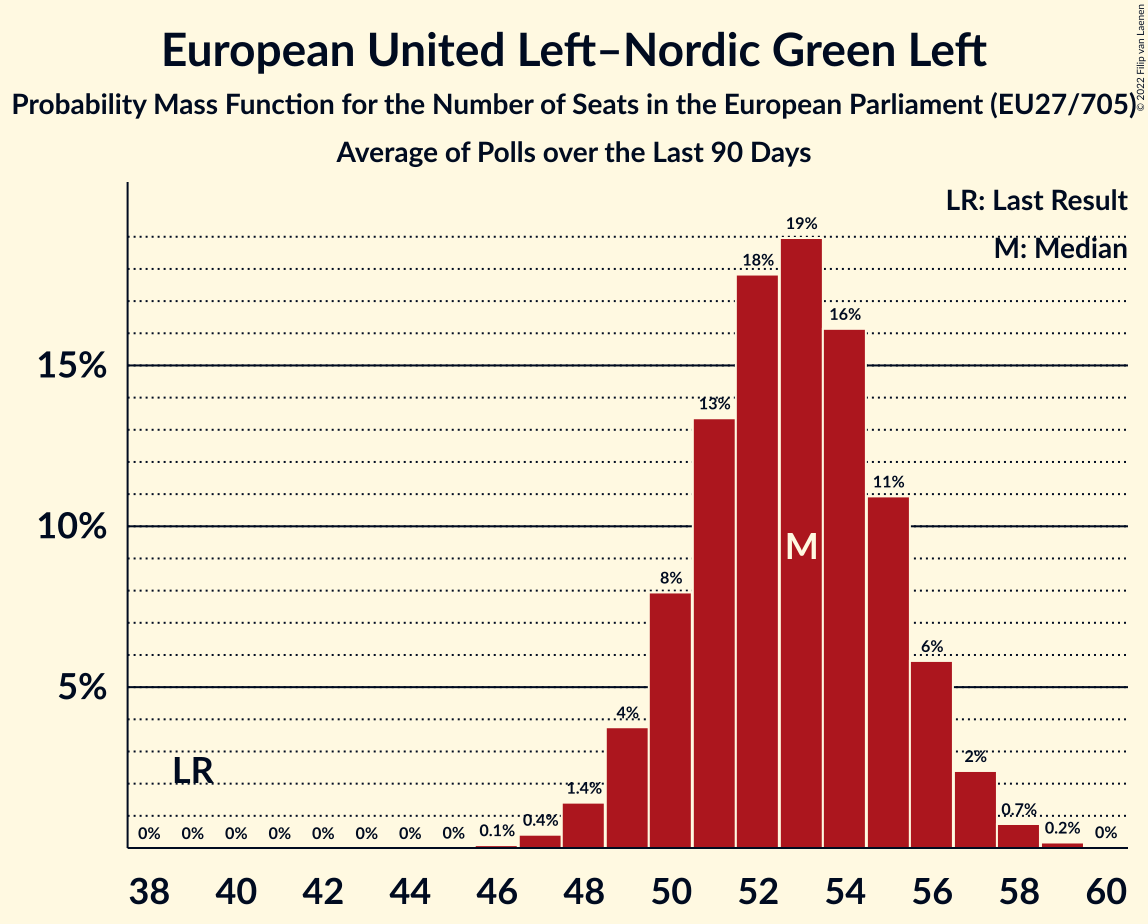 European United Left–Nordic Green Left
Probability Mass Function for the Number of Seats in the European Parliament (EU27/705)
Average of Polls over the Last 90 Days
© 2022 Filip van Laenen
LR: Last Result
M: Median
19%
18%
16%
15%
13%
11%
10%
M
8%
6%
5%
4%
2%
LR
1.4%
0.7%
0.4%
0.2%
0.1%
0% 0% 0% 0% 0% 0% 0% 0% 0%
38 40 42 44 46 48 50 52 54 56 58 60